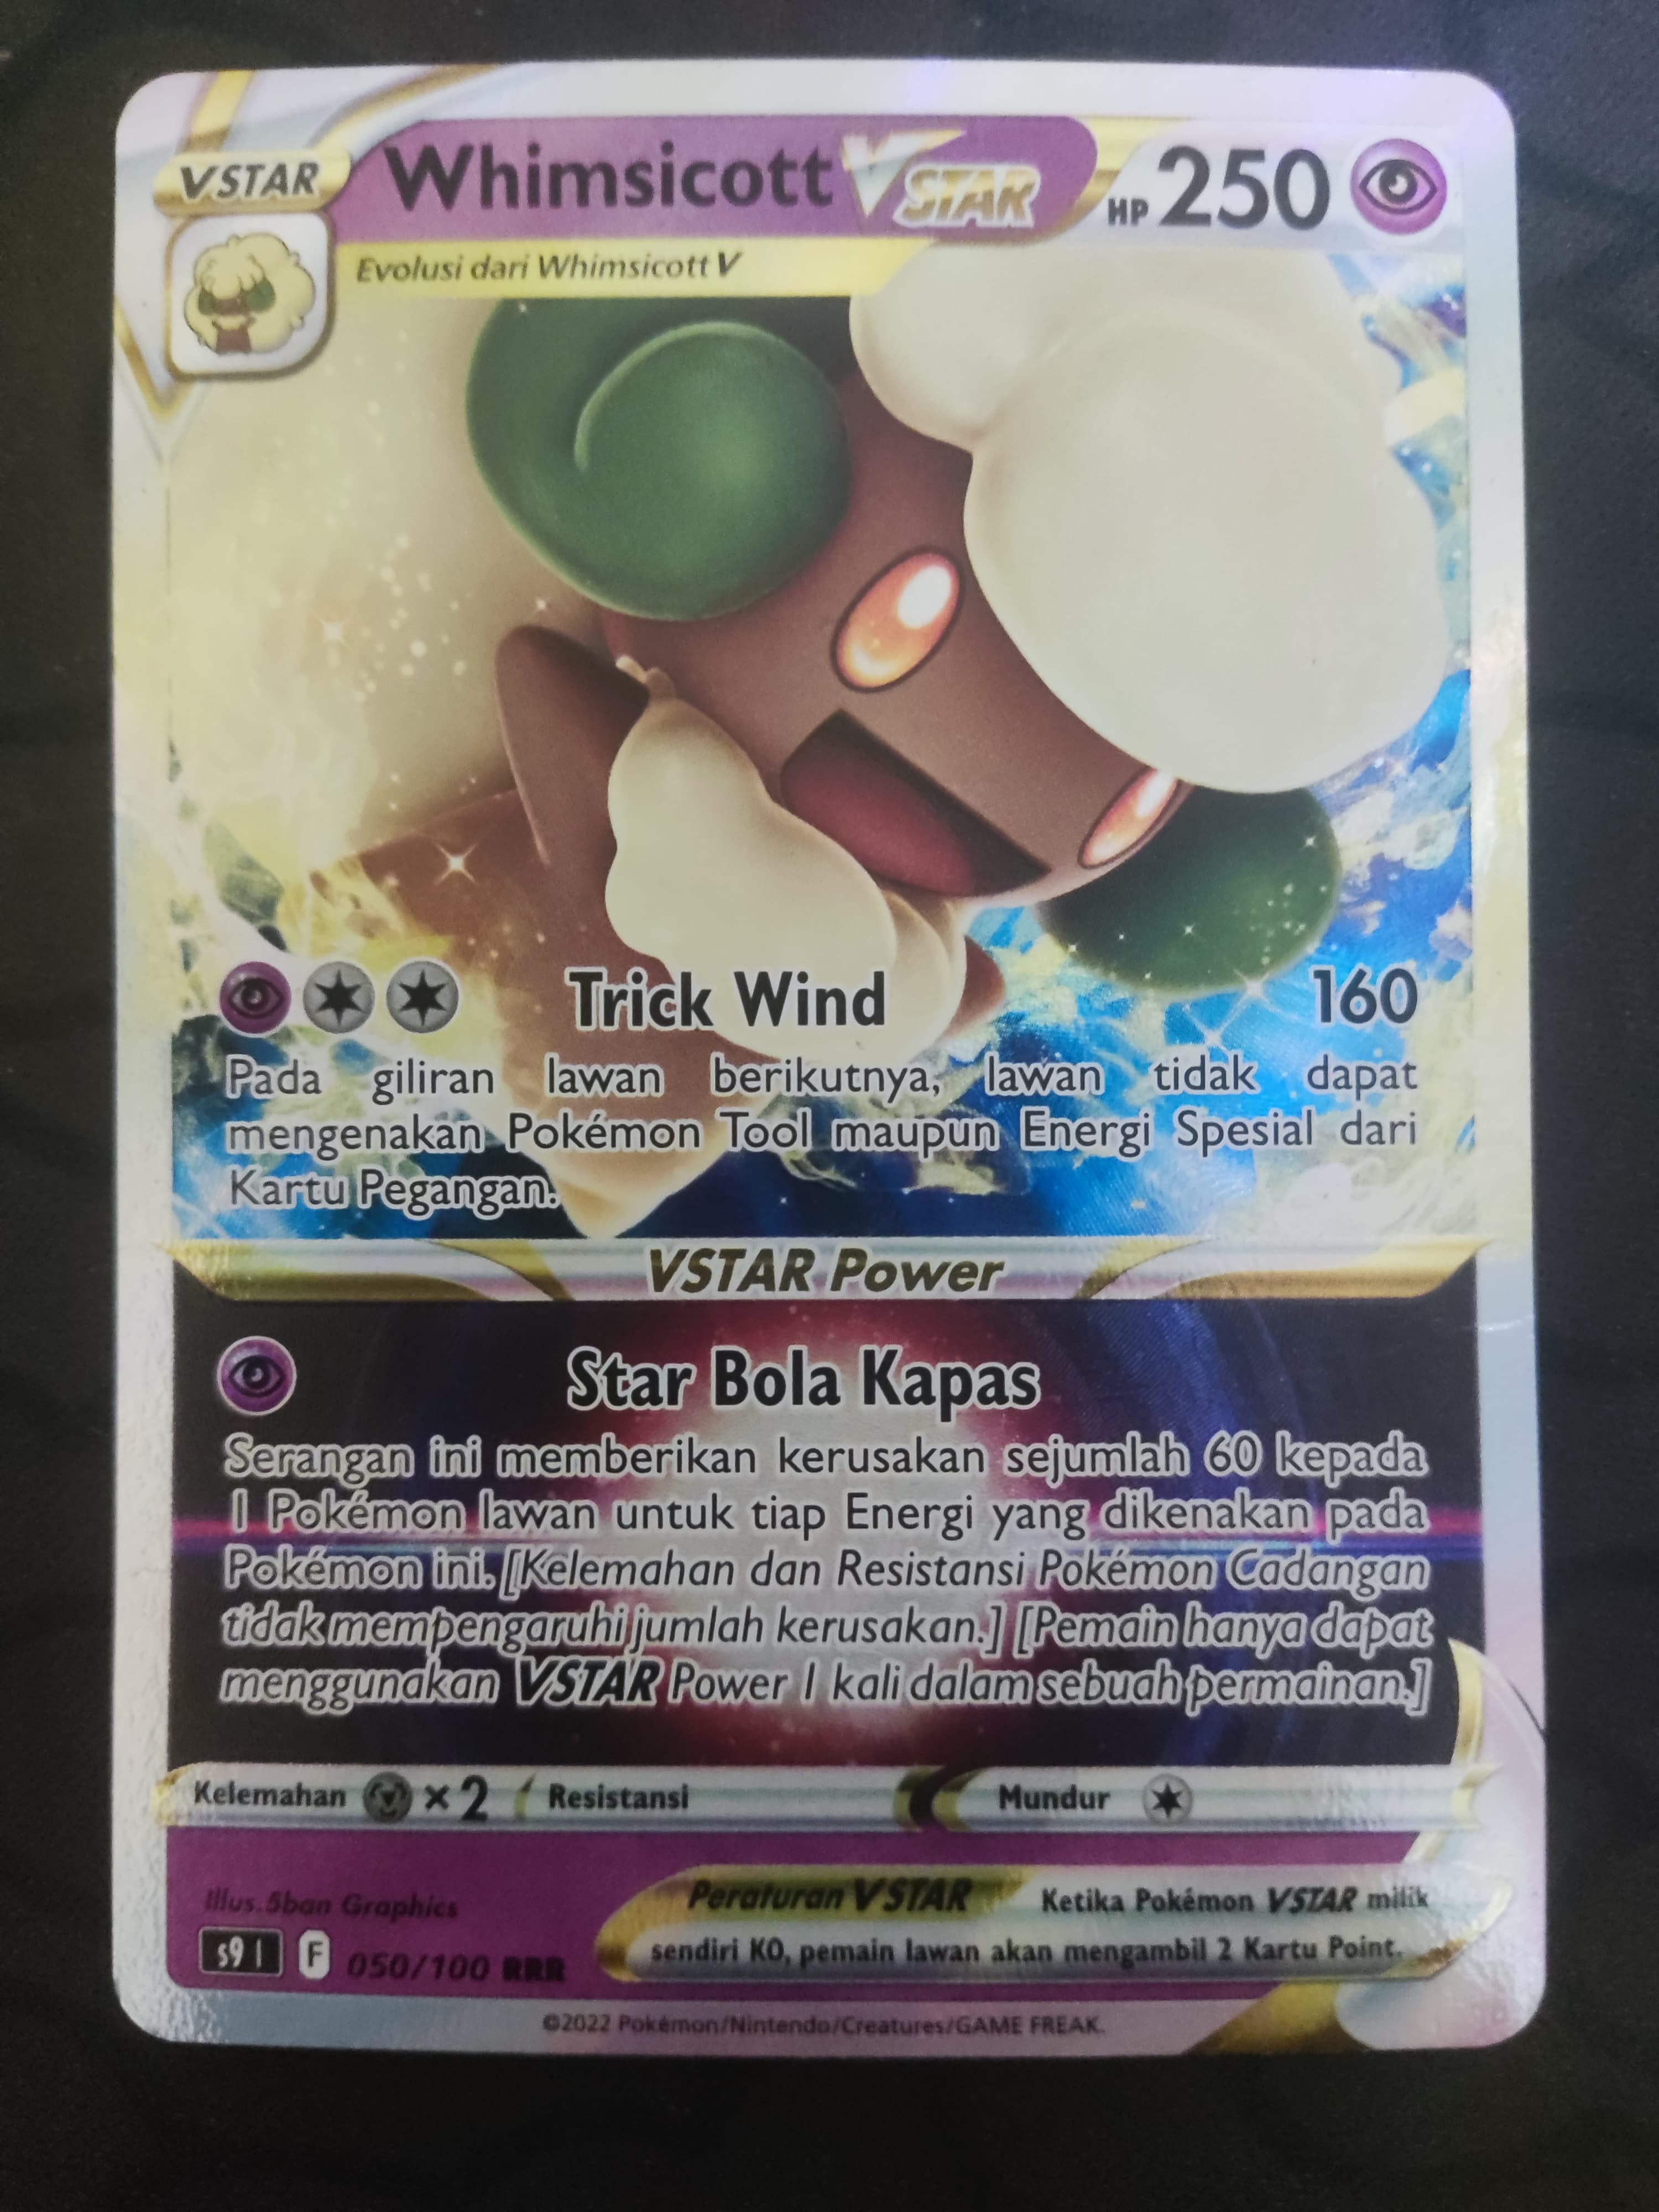 VSTAR
Whimsicott VSTAR
HP 250
Evolusi dari Whimsicott V
Trick Wind 160
Pada giliran lawan berikutnya, lawan tidak dapat
mengenakan Pokémon Tool maupun Energi Spesial dari
Kartu Pegangan.
VSTAR Power
Star Bola Kapas
Serangan ini memberikan kerusakan sejumlah 60 kepada
1 Pokémon lawan untuk tiap Energi yang dikenakan pada
Pokémon ini. [Kelemahan dan Resistansi Pokémon Cadangan
tidak mempengaruhi jumlah kerusakan.] [Pemain hanya dapat
menggunakan VSTAR Power 1 kali dalam sebuah permainan.]
Kelemahan ×2 Resistansi Mundur
Illus. 5ban Graphics
Peraturan VSTAR Ketika Pokémon VSTAR milik
sendiri KO, pemain lawan akan mengambil 2 Kartu Point.
s9 I F 050/100 RRR
©2022 Pokémon/Nintendo/Creatures/GAME FREAK.